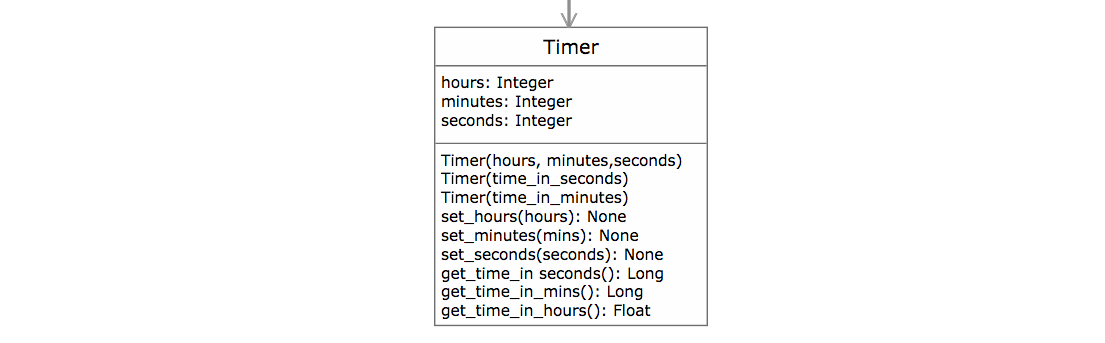 Timer
hours: Integer
minutes: Integer
seconds: Integer
Timer(hours, minutes,seconds)
Timer(time_in_seconds)
Timer(time_in_minutes)
set_hours(hours): None
set_minutes(mins): None
set_seconds(seconds): None
get_time_in seconds(): Long
get_time_in_mins(): Long
get_time_in_hours(): Float